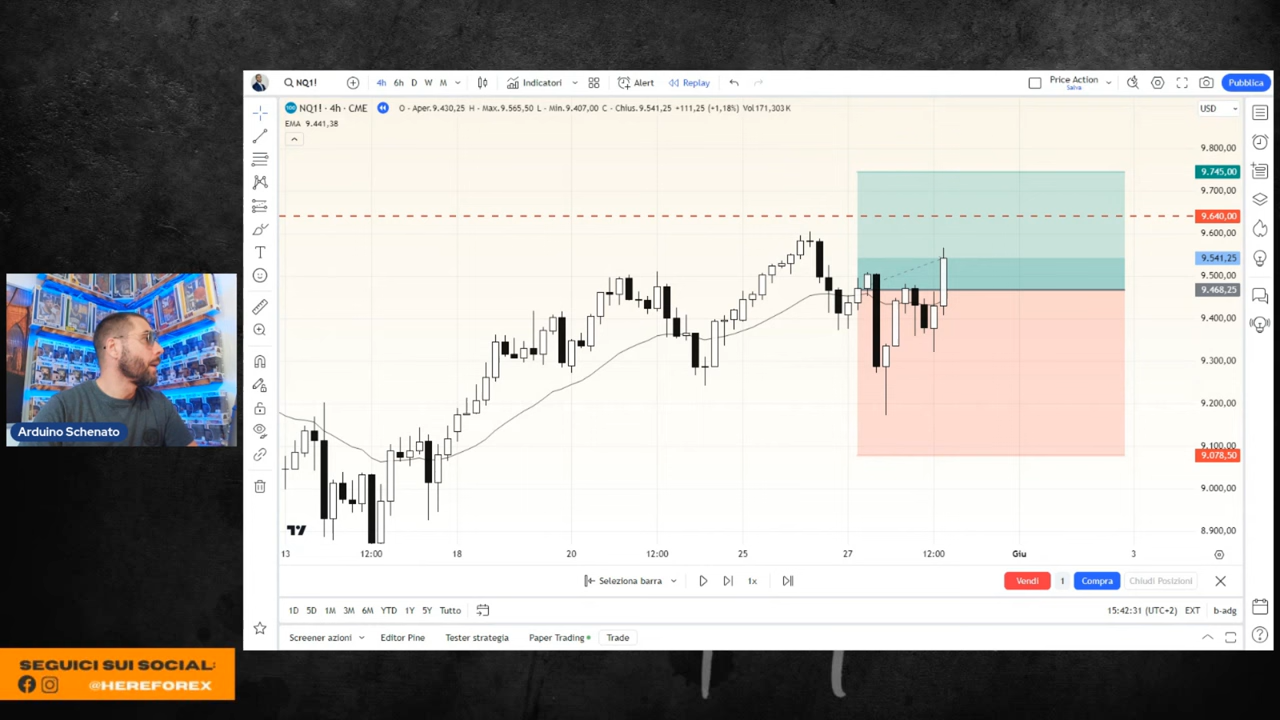 NQ1!
4h 6h D W M
Indicatori
Alert
Replay
Price Action
Salva
Pubblica
NQ1! · 4h · CME
O - Aper.9.430,25 H - Max.9.565,50 L - Min.9.407,00 C - Chius.9.541,25 +111,25 (+1,18%) Vol171,303 K
USD
EMA 9.441,38
9.800,00
9.745,00
9.700,00
9.640,00
9.600,00
9.541,25
9.500,00
9.468,25
9.400,00
9.300,00
9.200,00
9.100,00
9.078,50
9.000,00
8.900,00
Arduino Schenato
13 12:00 18 20 12:00 25 27 12:00 Giu 3
Seleziona barra
1x
Vendi 1 Compra Chiudi Posizioni
1D 5D 1M 3M 6M YTD 1Y 5Y Tutto
15:42:31 (UTC+2) EXT b-adg
Screener azioni Editor Pine Tester strategia Paper Trading Trade
SEGUICI SUI SOCIAL:
@HEREFOREX